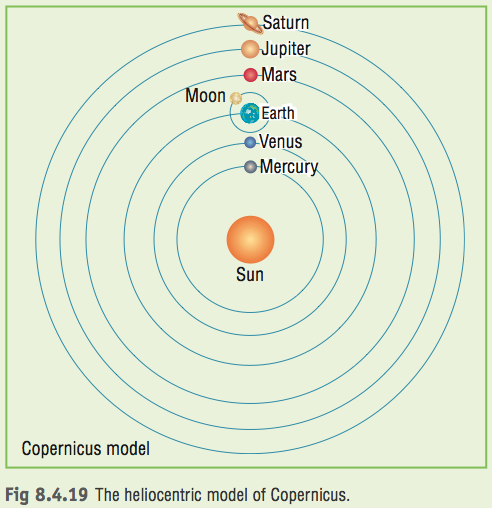 Saturn
Jupiter
Mars
Moon
Earth
Venus
Mercury
Sun
Copernicus model
Fig 8.4.19 The heliocentric model of Copernicus.